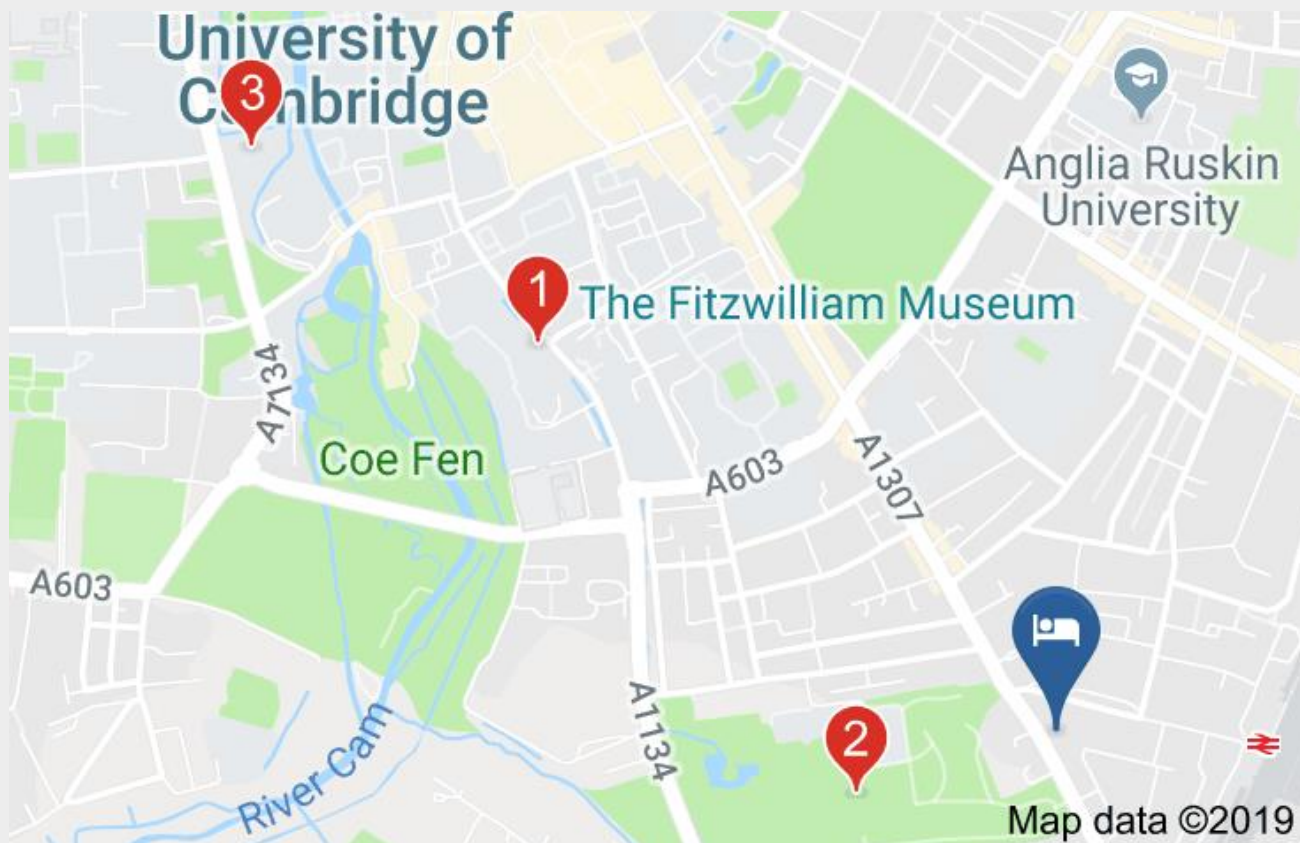 University of
Cambridge
3
Anglia Ruskin
University
1
The Fitzwilliam Museum
A7134
Coe Fen
A603
A1307
A603
A1134
2
River Cam
Map data ©2019